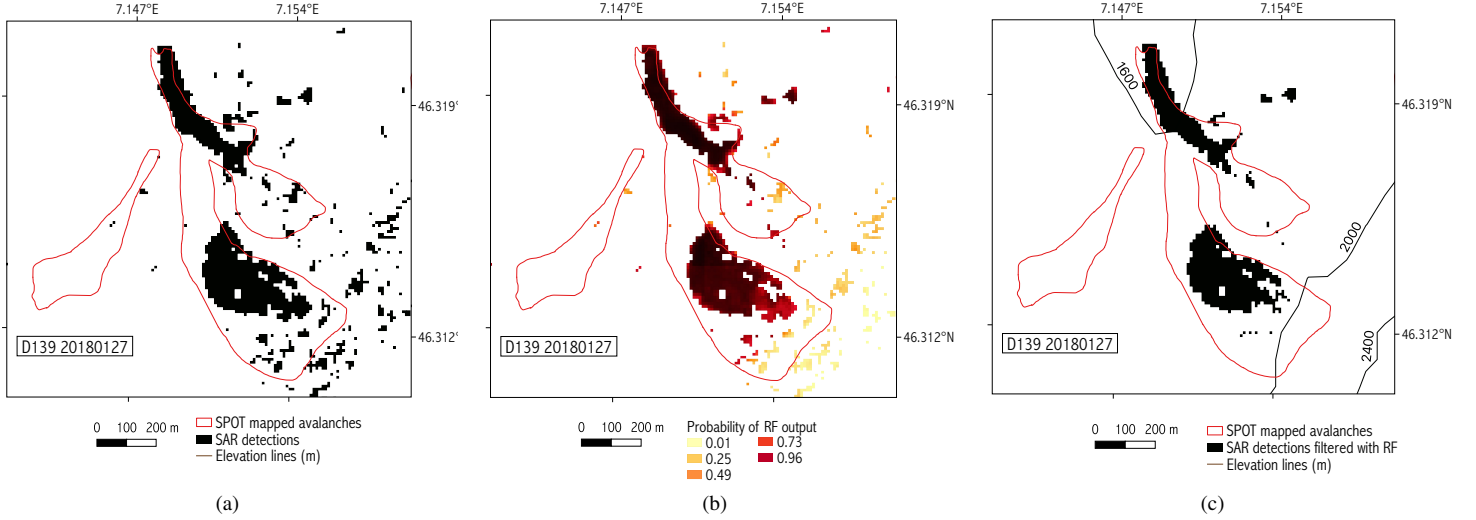 7.147°E 7.154°E
46.319°
46.312°
D139 20180127
0 100 200 m
SPOT mapped avalanches
SAR detections
Elevation lines (m)
(a)
7.147°E 7.154°E
46.319°N
46.312°N
D139 20180127
0 100 200 m
Probability of RF output
0.01 0.73
0.25 0.96
0.49
(b)
7.147°E 7.154°E
1600
46.319°N
2000
46.312°N
2400
D139 20180127
0 100 200 m
SPOT mapped avalanches
SAR detections filtered with RF
Elevation lines (m)
(c)